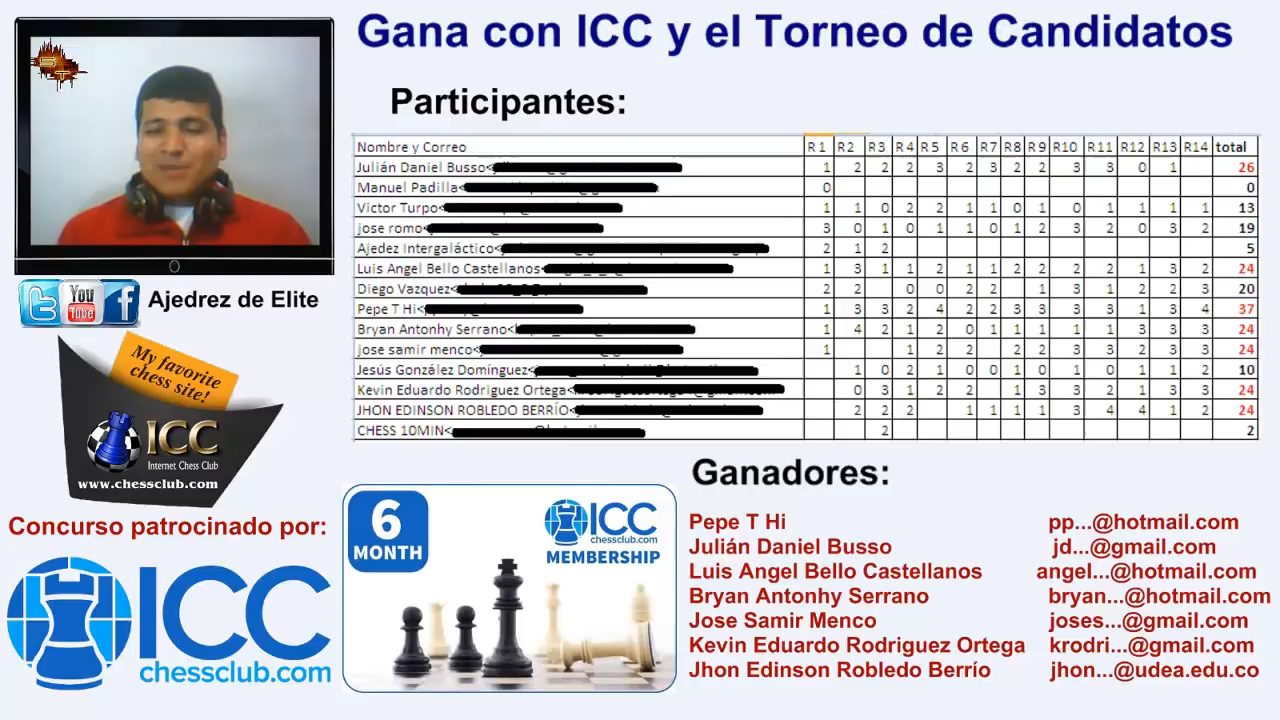 Gana con ICC y el Torneo de Candidatos
Participantes:
Nombre y Correo R 1 R 2 R 3 R 4 R 5 R 6 R 7 R 8 R 9 R10 R 11 R12 R13 R14 total
Julián Daniel Busso< 1 2 2 2 3 2 3 2 2 3 3 0 1 26
Manuel Padilla< 0 0
Victor Turpo< 1 1 0 2 2 1 1 0 1 0 1 1 1 1 13
jose romo< 3 0 1 0 1 1 0 1 2 3 2 0 3 2 19
Ajedez Intergaláctico< 2 1 2 5
Luis Angel Bello Castellanos< 1 3 1 1 2 1 1 2 2 2 2 1 3 2 24
Diego Vazquez< 2 2 0 0 2 2 1 3 1 2 2 3 20
Pepe T Hi< 1 3 3 2 4 2 2 3 3 3 3 1 3 4 37
Bryan Antonhy Serrano< 1 4 2 1 2 0 1 1 1 1 1 3 3 3 24
jose samir menco< 1 1 2 2 2 2 3 3 2 3 3 24
Jesús González Domínguez< 1 0 2 1 0 0 1 0 1 0 1 1 2 10
Kevin Eduardo Rodriguez Ortega< 0 3 1 2 2 1 3 3 2 1 3 3 24
JHON EDINSON ROBLEDO BERRÍO< 2 2 2 1 1 1 1 3 4 4 1 2 24
CHESS 10MIN< 2 2
You
Tube
Ajedrez de Elite
My favorite
chess site!
ICC
Internet Chess Club
www.chessclub.com
Concurso patrocinado por:
ICC
chessclub.com
6
MONTH
ICC
chessclub.com
MEMBERSHIP
Ganadores:
Pepe T Hi pp...@hotmail.com
Julián Daniel Busso jd...@gmail.com
Luis Angel Bello Castellanos angel...@hotmail.com
Bryan Antonhy Serrano bryan...@hotmail.com
Jose Samir Menco joses...@gmail.com
Kevin Eduardo Rodriguez Ortega krodri...@gmail.com
Jhon Edinson Robledo Berrío jhon...@udea.edu.co